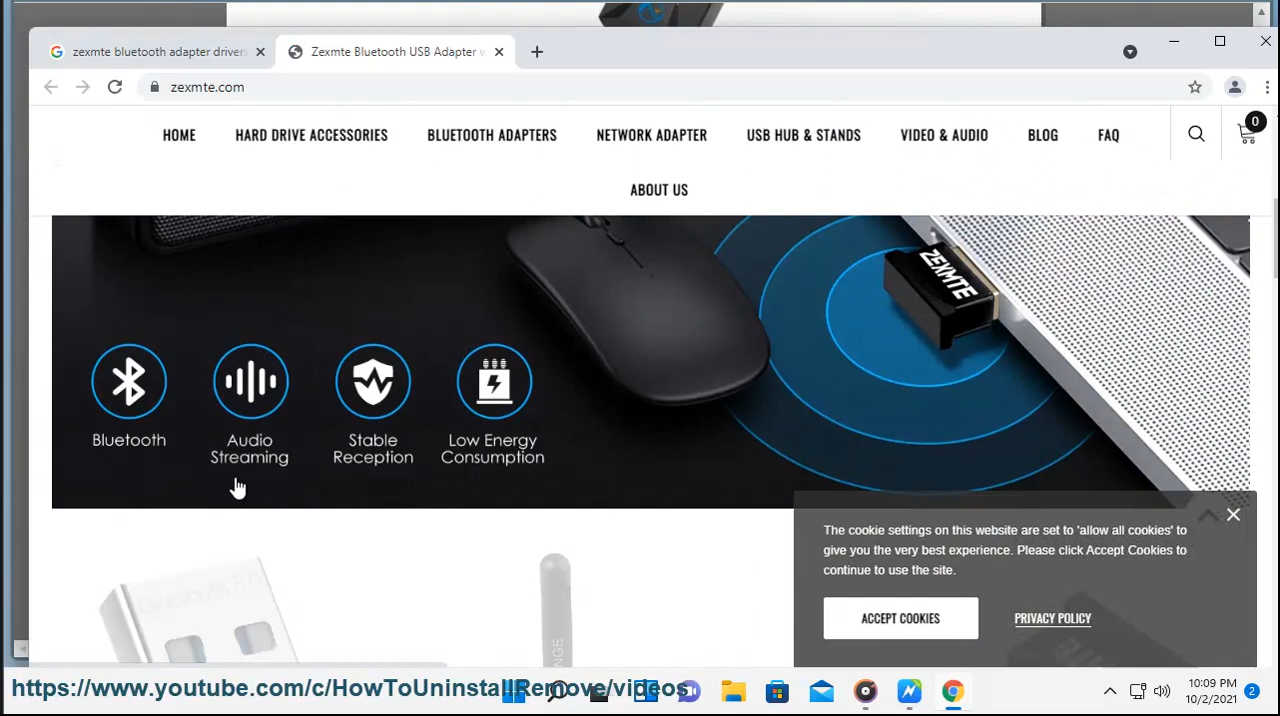 zexmte bluetooth adapter drivers
Zexmte Bluetooth USB Adapter w
zexmte.com
HOME HARD DRIVE ACCESSORIES BLUETOOTH ADAPTERS NETWORK ADAPTER USB HUB & STANDS VIDEO & AUDIO BLOG FAQ
0
ABOUT US
ZEXMTE
Bluetooth
Audio
Streaming
Stable
Reception
Low Energy
Consumption
The cookie settings on this website are set to 'allow all cookies' to
give you the very best experience. Please click Accept Cookies to
continue to use the site.
ACCEPT COOKIES PRIVACY POLICY
https://www.youtube.com/c/HowToUninstallRemove/videos
10:09 PM
10/2/2021
2